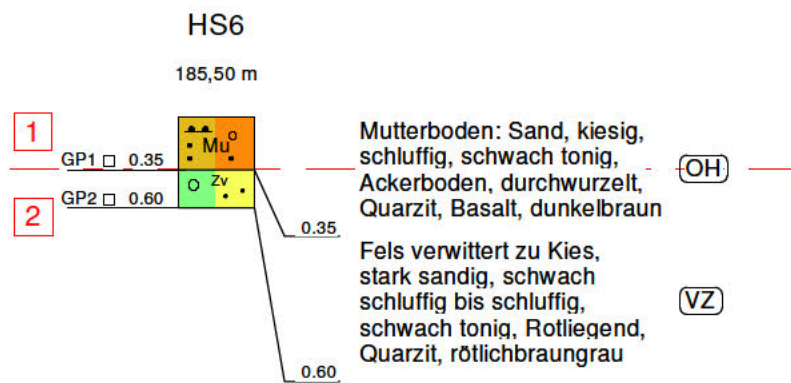 HS6
185,50 m
1
GP1 0.35
Mu
Mutterboden: Sand, kiesig,
schluffig, schwach tonig,
Ackerboden, durchwurzelt,
Quarzit, Basalt, dunkelbraun
OH
2
GP2 0.60
Zv
0.35
Fels verwittert zu Kies,
stark sandig, schwach
schluffig bis schluffig,
schwach tonig, Rotliegend,
Quarzit, rötlichbraungrau
VZ
0.60